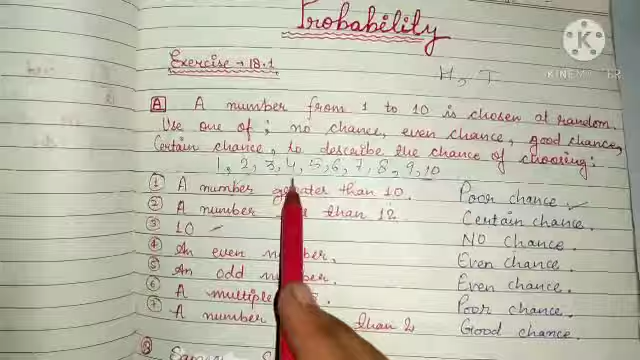 Probability
KINEMASTER
Exercise → 18.1
H, T
A A number from 1 to 10 is chosen at random.
Use one of ; no chance, even chance, good chance,
Certain chance, to describe the chance of choosing:
1, 2, 3, 4, 5, 6, 7, 8, 9, 10
① A number greater than 10. Poor chance ✓
② A number than 12 Certain chance.
③ 10 No chance.
④ An even number. Even chance.
⑤ An odd number. Even chance.
⑥ A multiple Poor chance.
⑦ A number than 2 Good chance.